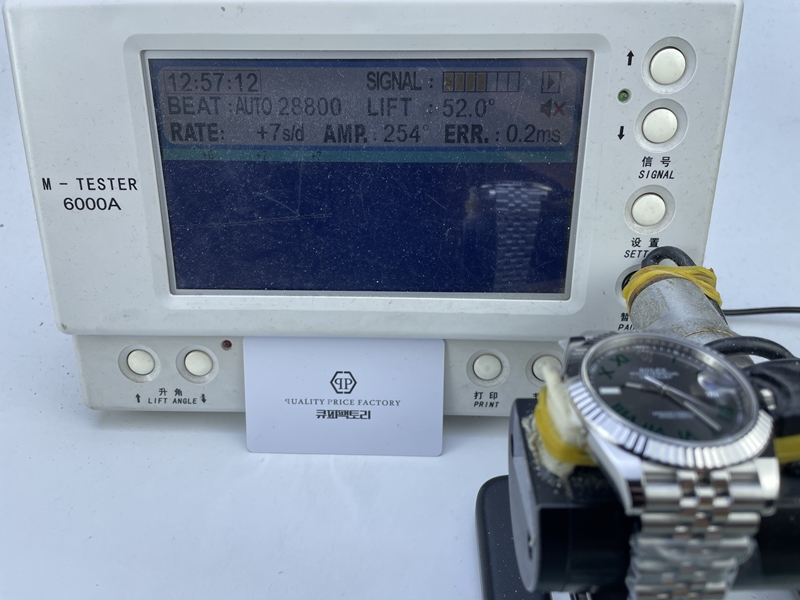 12:57:12 SIGNAL :
BEAT : AUTO 28800 LIFT : 52.0°
RATE: +7s/d AMP. : 254° ERR. : 0.2ms
M - TESTER
6000A
信号
SIGNAL
设置
升角
LIFT ANGLE
打印
PRINT
QP
QUALITY PRICE FACTORY
큐피팩토리
ROLEX